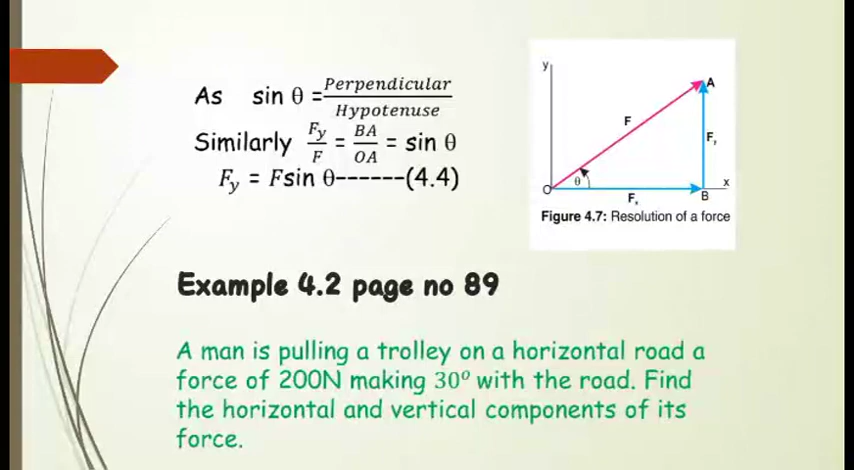 As sin θ =Perpendicular/Hypotenuse
Similarly Fy/F = BA/OA = sin θ
Fy = Fsin θ------(4.4)
y
A
F
Fy
O
θ
Fx
B
x
Figure 4.7: Resolution of a force
Example 4.2 page no 89
A man is pulling a trolley on a horizontal road a
force of 200N making 30° with the road. Find
the horizontal and vertical components of its
force.